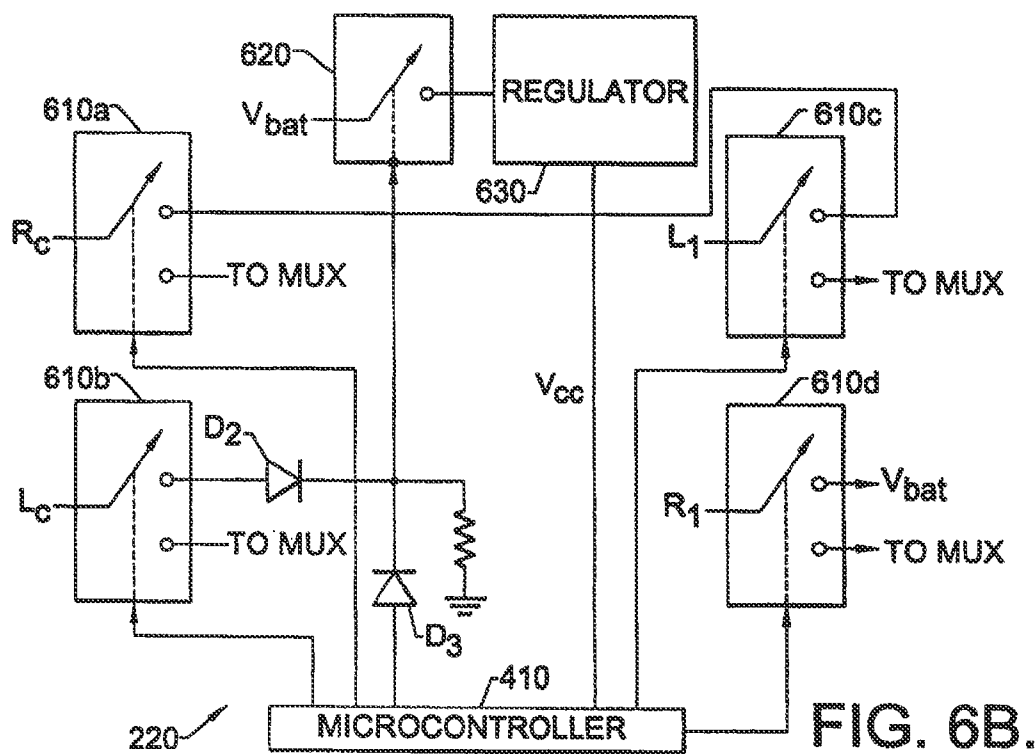 620
V_bat
REGULATOR
630
610a
R_C
TO MUX
610c
L_1
TO MUX
610b
D_2
L_C
TO MUX
D_3
V_CC
610d
V_bat
R_1
TO MUX
410
MICROCONTROLLER
220
FIG. 6B.